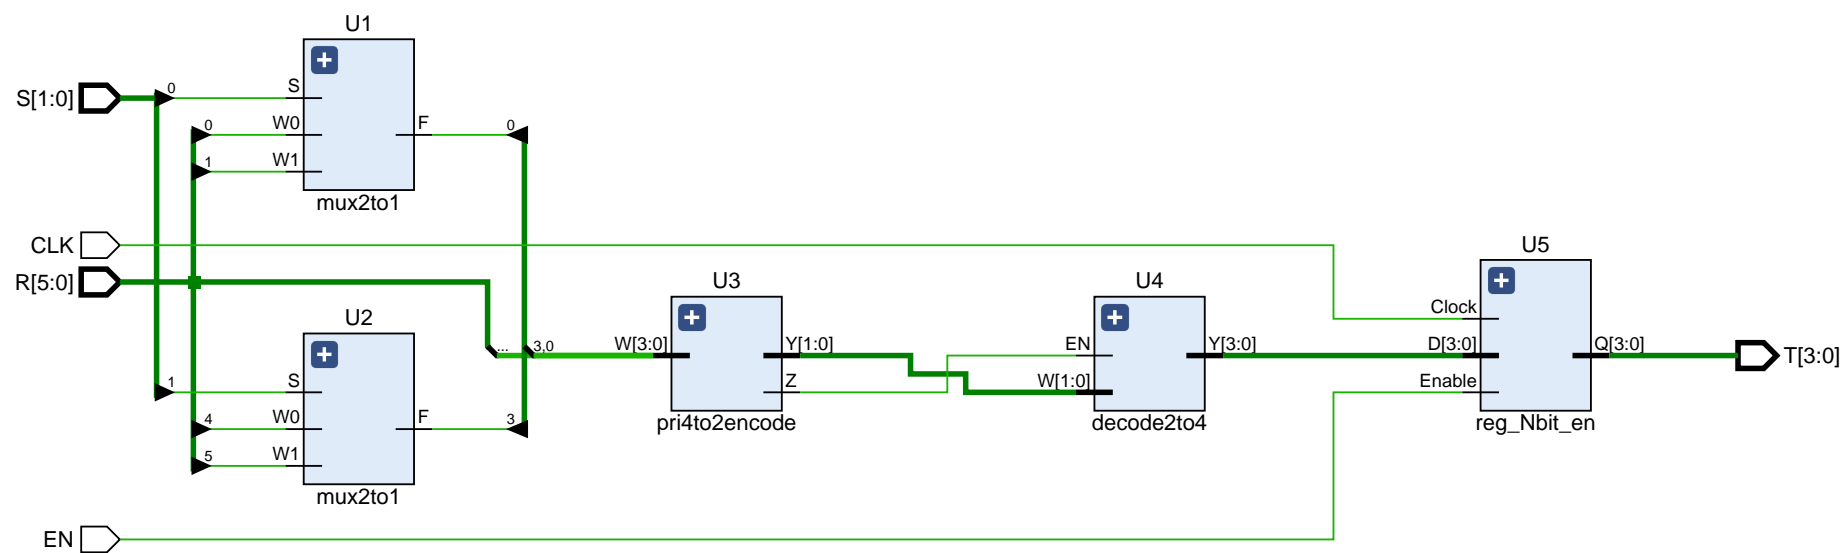 U1
S[1:0]
0
S
0
W0
F
0
1
W1
mux2to1
CLK
R[5:0]
U2
1
S
4
W0
F
3
5
W1
mux2to1
EN
...
3,0
U3
W[3:0]
Y[1:0]
Z
pri4to2encode
U4
EN
Y[3:0]
W[1:0]
decode2to4
U5
Clock
D[3:0]
Q[3:0]
Enable
reg_Nbit_en
T[3:0]